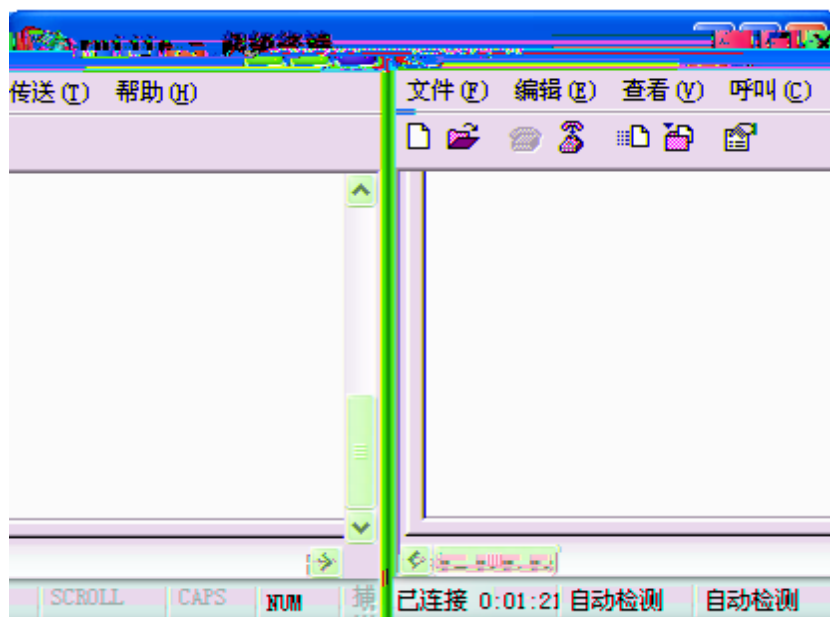 传送(T) 帮助(H)
文件(F) 编辑(E) 查看(V) 呼叫(C)
SCROLL CAPS NUM 捕
已连接 0:01:21 自动检测 自动检测